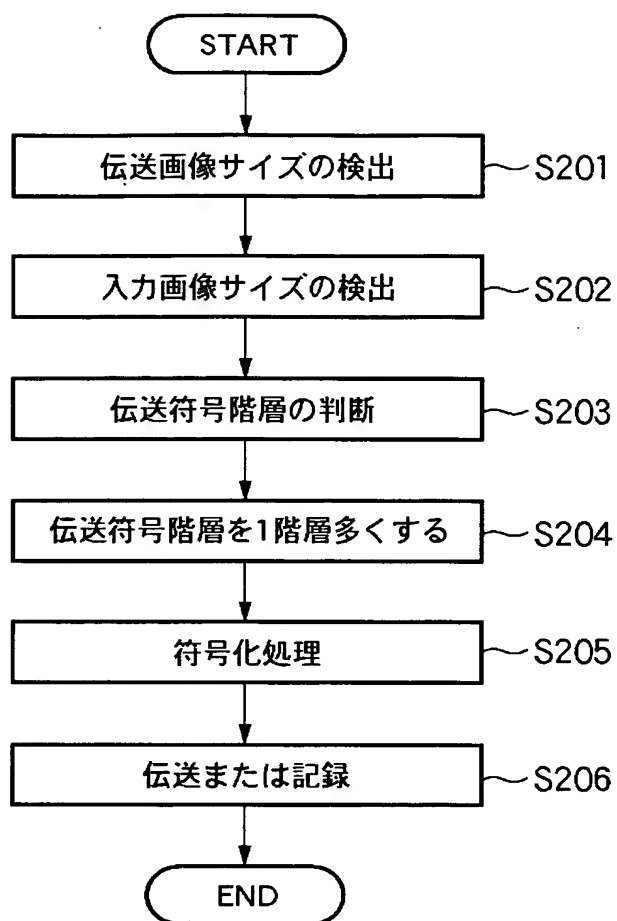 START
伝送画像サイズの検出 S201
入力画像サイズの検出 S202
伝送符号階層の判断 S203
伝送符号階層を1階層多くする S204
符号化処理 S205
伝送または記録 S206
END